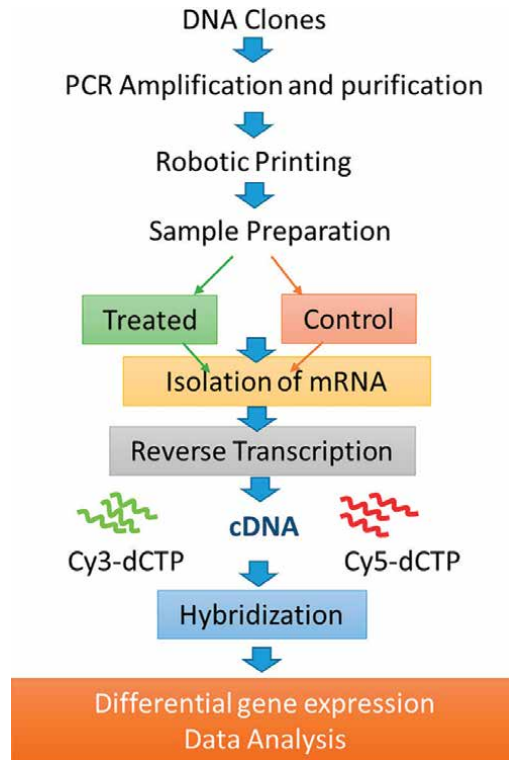 DNA Clones
PCR Amplification and purification
Robotic Printing
Sample Preparation
Treated
Control
Isolation of mRNA
Reverse Transcription
cDNA
Cy3-dCTP
Cy5-dCTP
Hybridization
Differential gene expression
Data Analysis